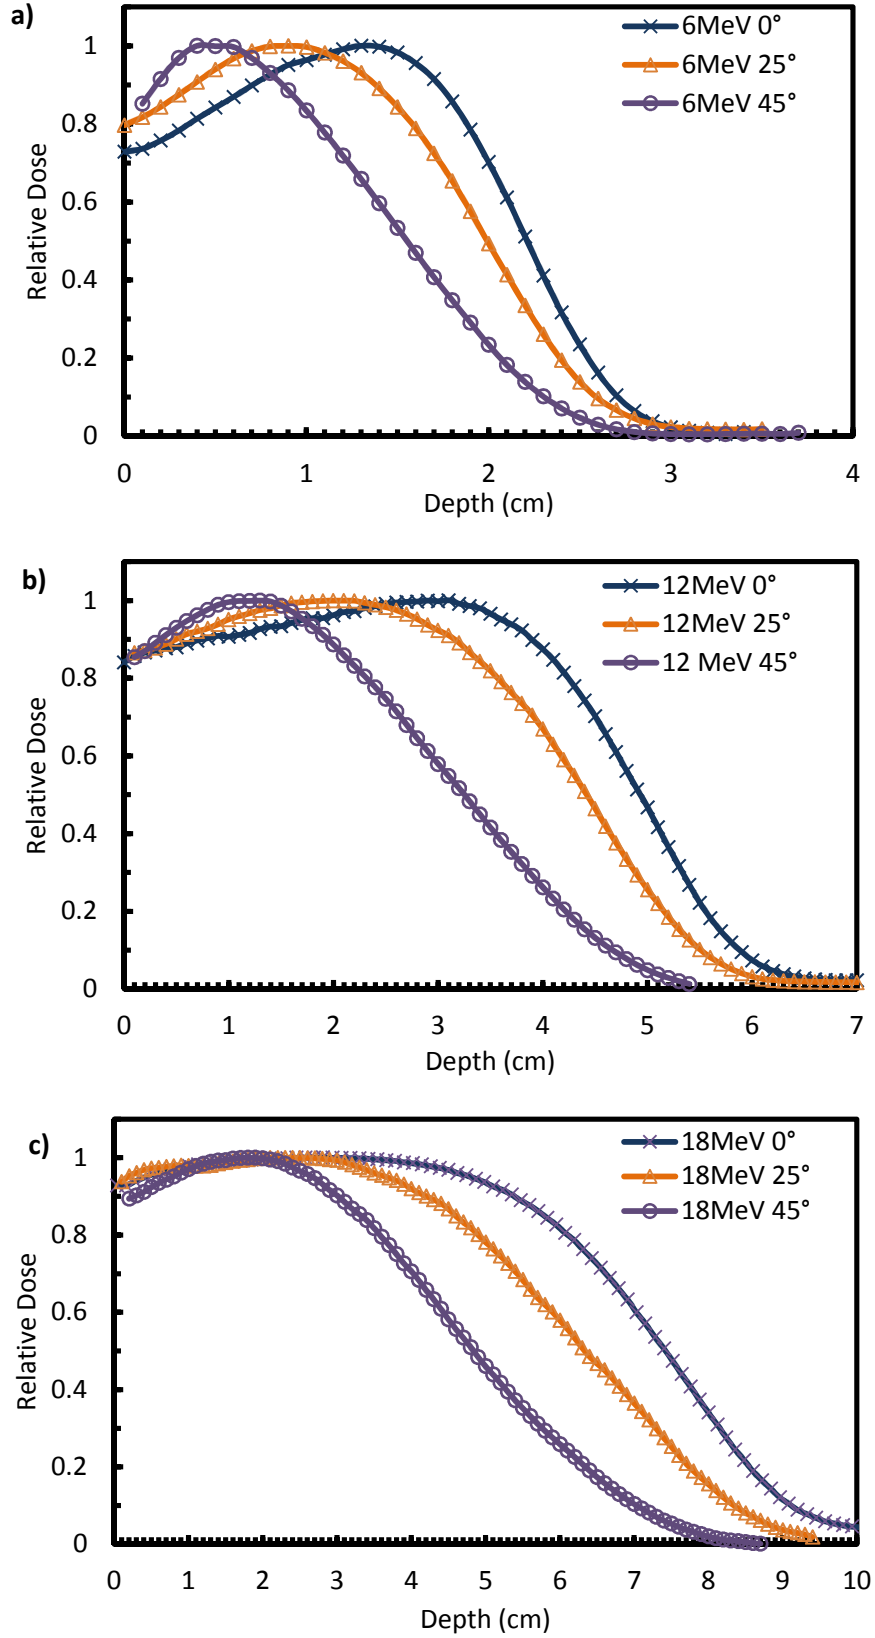 a)
6MeV 0°
6MeV 25°
6MeV 45°
1
0.8
0.6
0.4
0.2
0
Relative Dose
0 1 2 3 4
Depth (cm)
b)
12MeV 0°
12MeV 25°
12 MeV 45°
1
0.8
0.6
0.4
0.2
0
Relative Dose
0 1 2 3 4 5 6 7
Depth (cm)
c)
18MeV 0°
18MeV 25°
18MeV 45°
1
0.8
0.6
0.4
0.2
0
Relative Dose
0 1 2 3 4 5 6 7 8 9 10
Depth (cm)